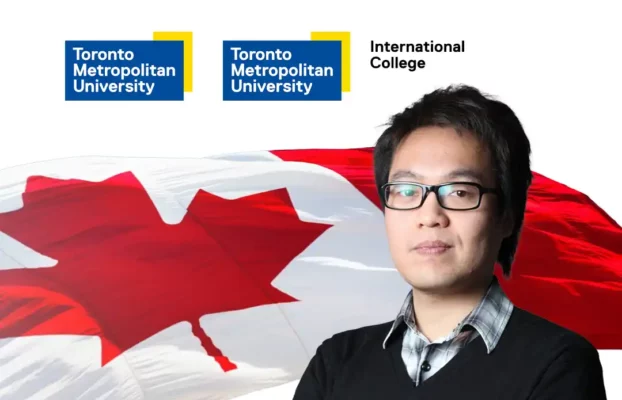 Toronto
Metropolitan
University
Toronto
Metropolitan
University
International
College